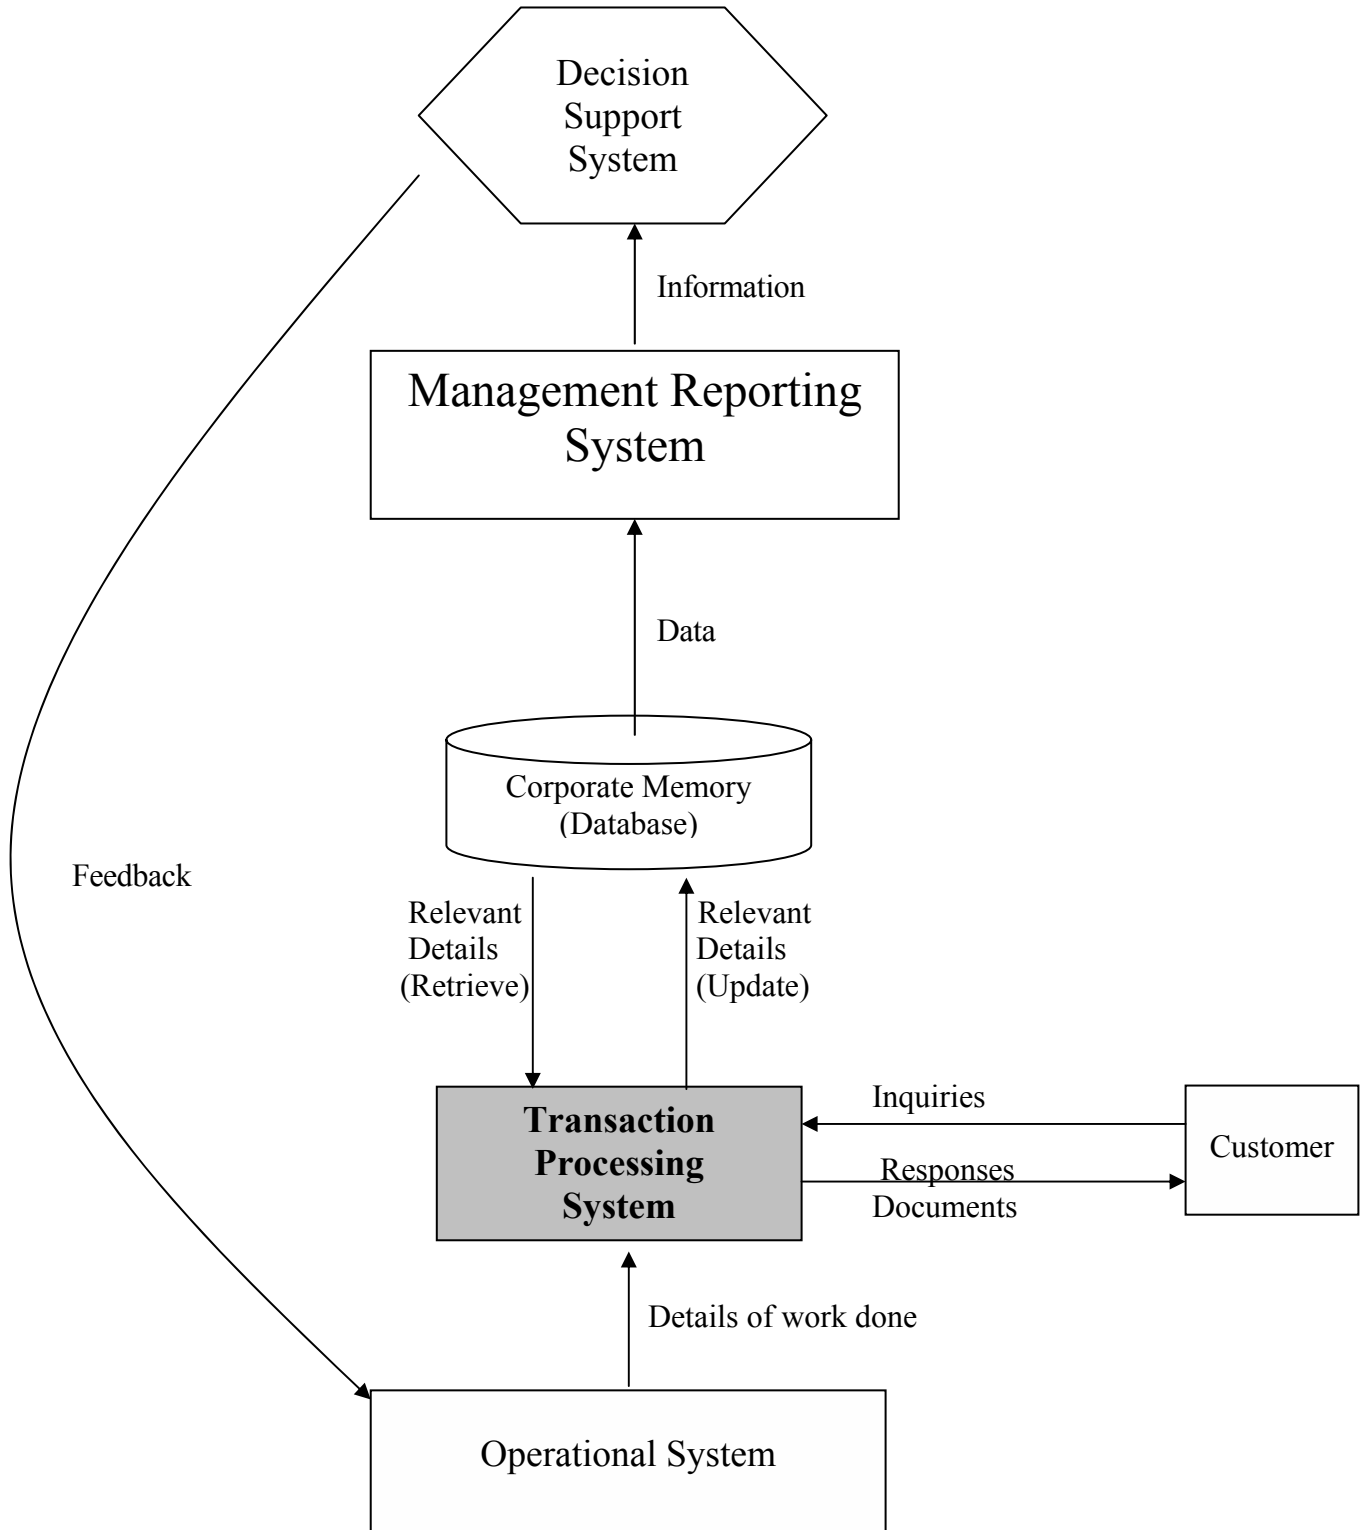 Decision
Support
System
Information
Management Reporting
System
Data
Corporate Memory
(Database)
Feedback
Relevant
Details
(Retrieve)
Relevant
Details
(Update)
Transaction
Processing
System
Inquiries
Responses
Documents
Customer
Details of work done
Operational System